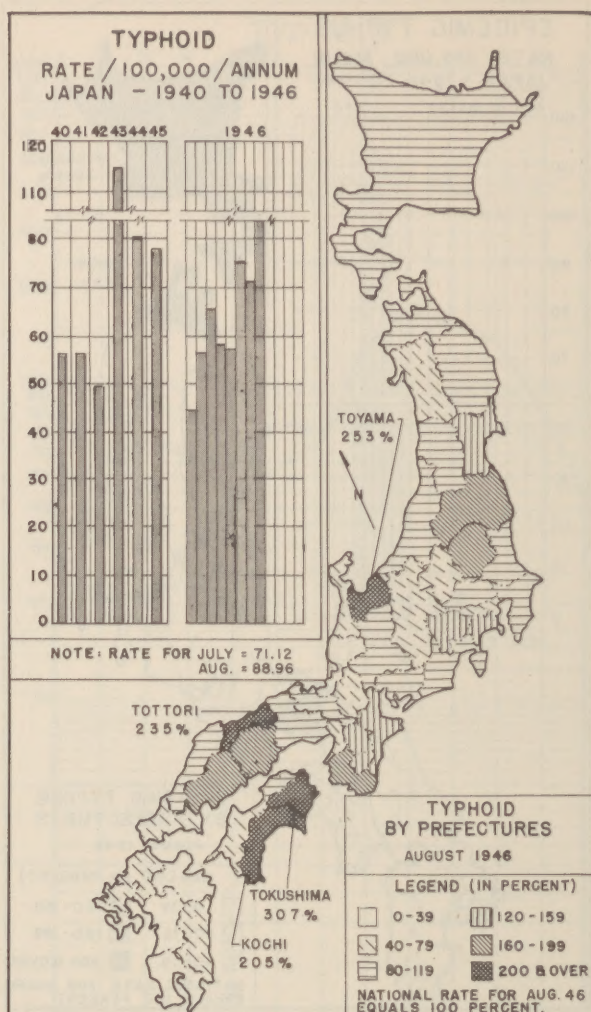 TYPHOID
RATE / 100,000 / ANNUM
JAPAN - 1940 TO 1946
40 41 42 43 44 45
1946
120
110
80
70
60
50
40
30
20
10
0
NOTE: RATE FOR JULY = 71.12
AUG. = 88.96
TOYAMA
253%
N
TOTTORI
235%
TOKUSHIMA
307%
KOCHI
205%
TYPHOID
BY PREFECTURES
AUGUST 1946
LEGEND (IN PERCENT)
0-39
120-159
40-79
160-199
80-119
200 & OVER
NATIONAL RATE FOR AUG. 46
EQUALS 100 PERCENT.